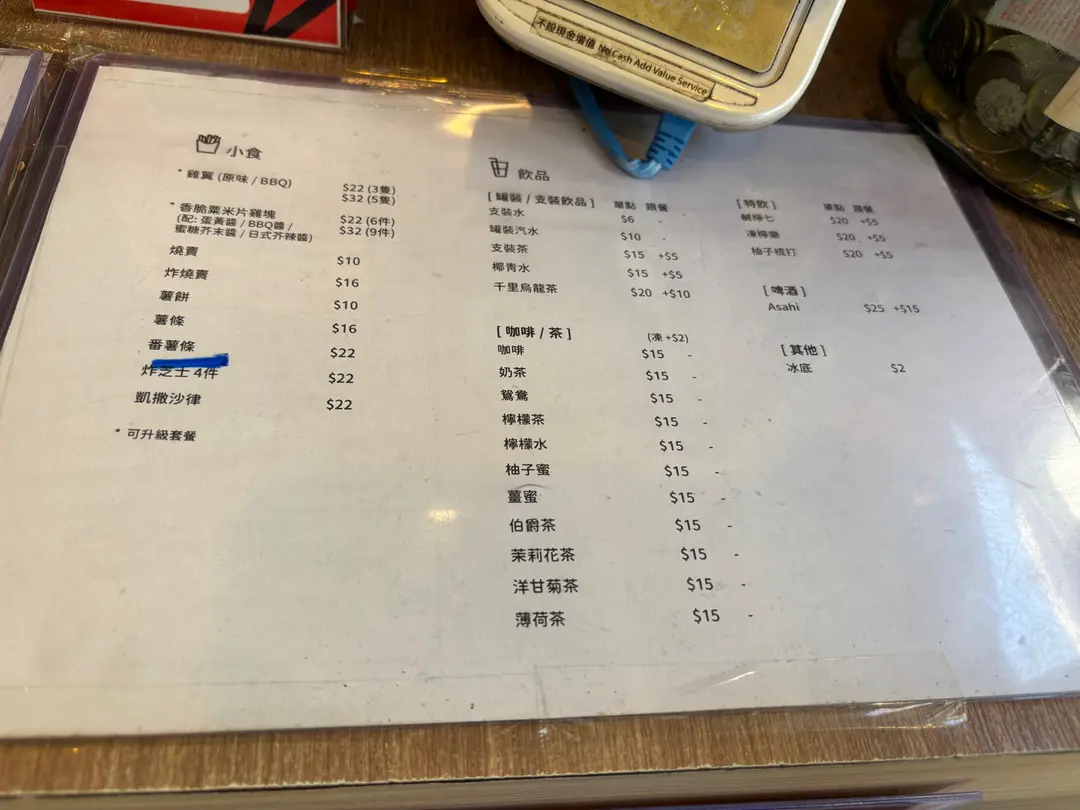 不設現金增值 No Cash Add Value Service
小食
* 雞翼 (原味 / BBQ) $22 (3隻)
$32 (5隻)
* 香脆粟米片雞塊 $22 (6件)
(配: 蛋黃醬 / BBQ醬 / $32 (9件)
蜜糖芥末醬 / 日式芥辣醬)
燒賣 $10
炸燒賣 $16
薯餅 $10
薯條 $16
番薯條 $22
炸芝士 4件 $22
凱撒沙律 $22
* 可升級套餐
飲品
[ 罐裝 / 支裝飲品 ] 單點 跟餐
支裝水 $6 -
罐裝汽水 $10 -
支裝茶 $15 +$5
椰青水 $15 +$5
千里烏龍茶 $20 +$10
[ 咖啡 / 茶 ] (凍 +$2)
咖啡 $15 -
奶茶 $15 -
鴛鴦 $15 -
檸檬茶 $15 -
檸檬水 $15 -
柚子蜜 $15 -
薑蜜 $15 -
伯爵茶 $15 -
茉莉花茶 $15 -
洋甘菊茶 $15 -
薄荷茶 $15 -
[ 特飲 ] 單點 跟餐
鹹檸七 $20 +$5
凍檸樂 $20 +$5
柚子梳打 $20 +$5
[ 啤酒 ]
Asahi $25 +$15
[ 其他 ]
冰底 $2
2